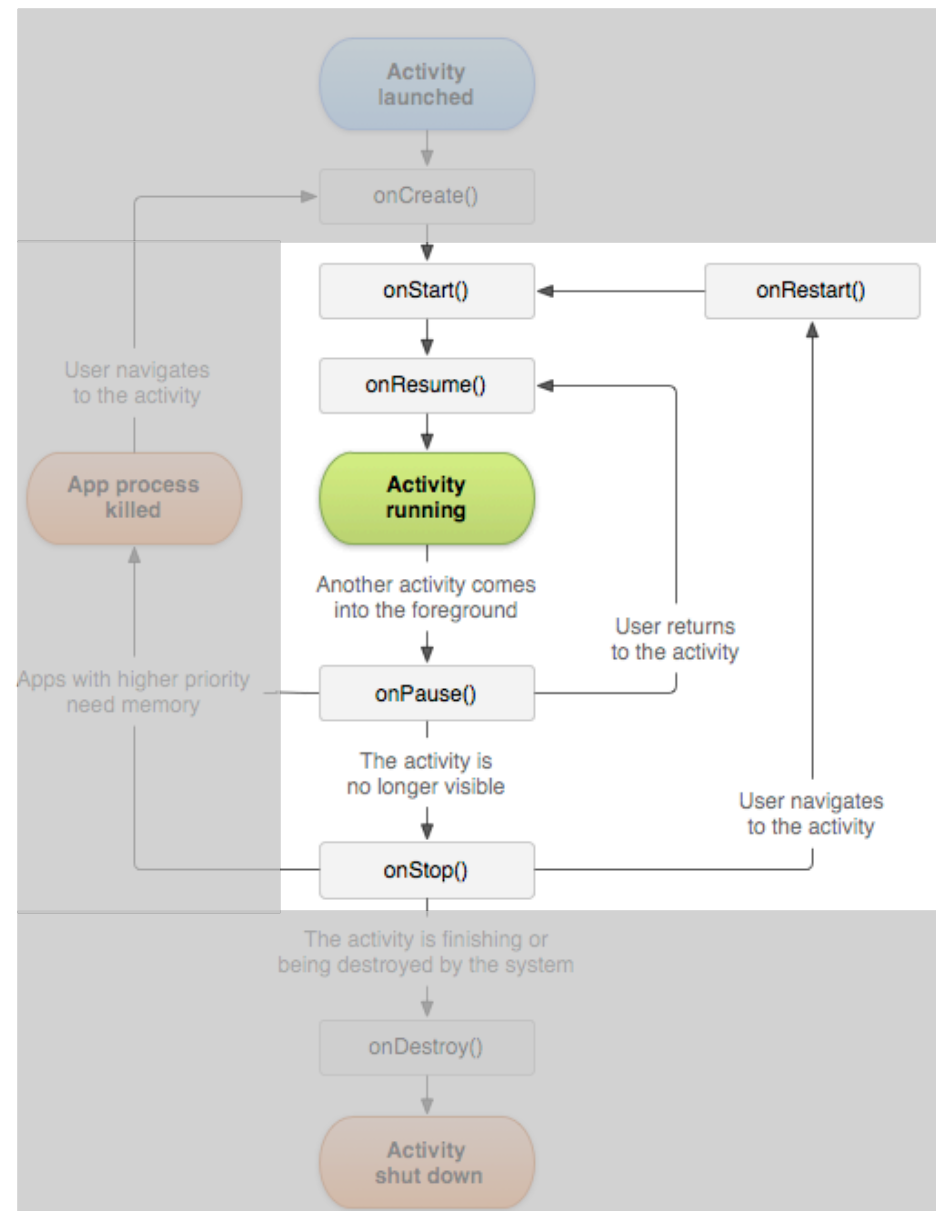 Activity
launched
onCreate()
onStart()
onRestart()
User navigates
to the activity
onResume()
App process
killed
Activity
running
Another activity comes
into the foreground
User returns
to the activity
Apps with higher priority
need memory
onPause()
The activity is
no longer visible
User navigates
to the activity
onStop()
The activity is finishing or
being destroyed by the system
onDestroy()
Activity
shut down